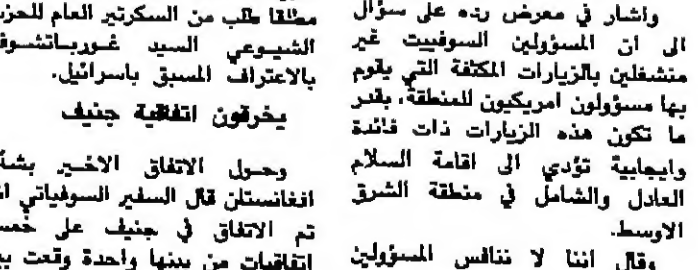 واشار في معرض رده على سؤال
الى ان المسؤولين السوفييت غير
منشغلين بالزيارات المكثفة التي يقوم
بها مسؤولون امريكيون للمنطقة، بقدر
ما تكون هذه الزيارات ذات فائدة
وايجابية تؤدي الى اقامة السلام
العادل والشامل في منطقة الشرق
الاوسط.
وقال اننا لا ننافس المسؤولين
مطلقا طلب من السكرتير العام للحزب
الشيوعي السيد غورباتشوف
بالاعتراف المسبق باسرائيل.
يخرقون اتفاقية جنيف
وحول الاتفاق الاخير
افغانستان قال السفير السوفياتي
تم الاتفاق في جنيف على خمس
اتفاقيات من بينها واحدة وقعت